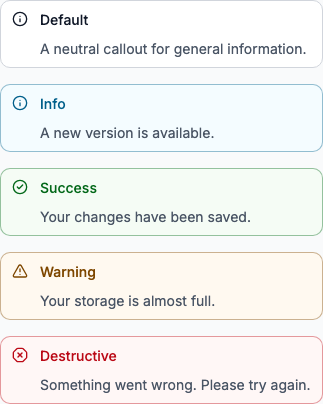 Default
A neutral callout for general information.
Info
A new version is available.
Success
Your changes have been saved.
Warning
Your storage is almost full.
Destructive
Something went wrong. Please try again.